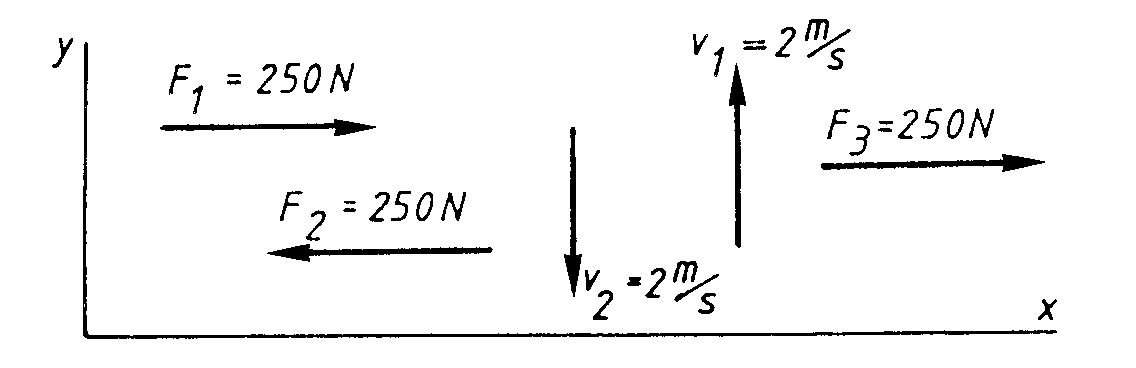 y
F₁ = 250N
F₂ = 250N
v₁ = 2 m/s
F₃ = 250N
v₂ = 2 m/s
x